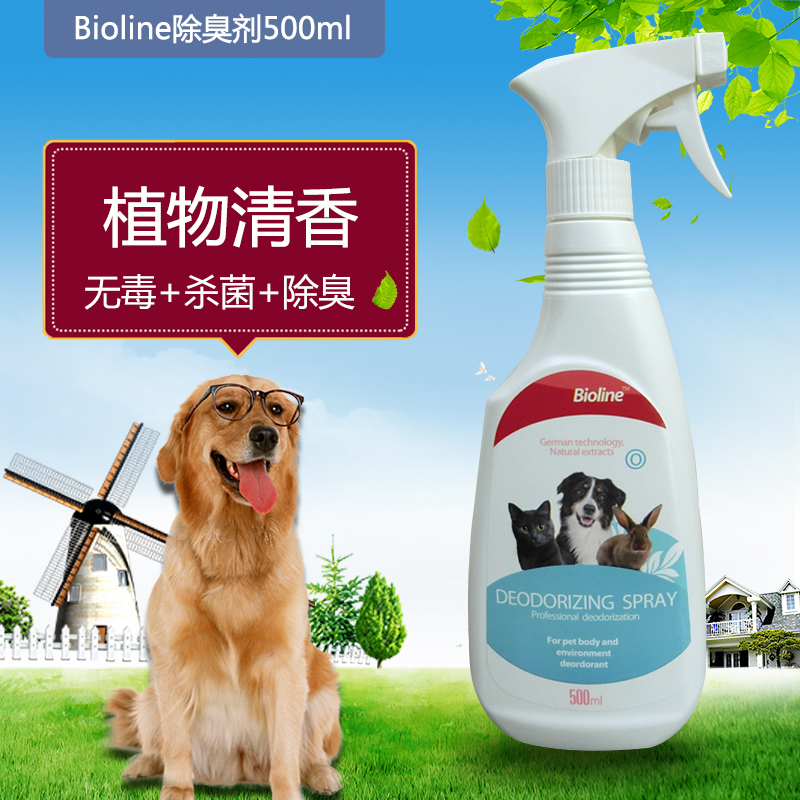 Bioline除臭剂500ml
植物清香
无毒+杀菌+除臭
Bioline™
German technology,
Natural extracts
DEODORIZING SPRAY
Professional deodorization
For pet body and
environment
deordorant
500ml